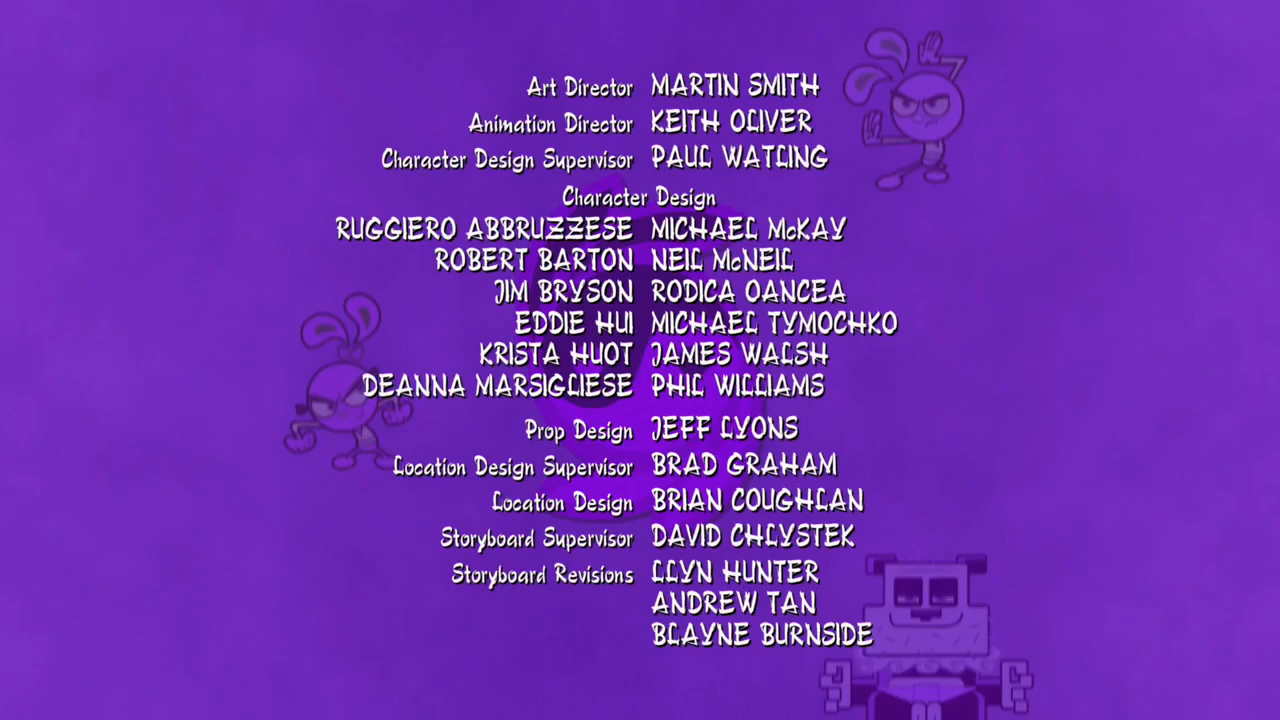 Art Director MARTIN SMITH
Animation Director KEITH OLIVER
Character Design Supervisor PAUL WATLING
Character Design
RUGGIERO ABBRUZZESE MICHAEL McKAY
ROBERT BARTON NEIL McNEIL
JIM BRYSON RODICA OANCEA
EDDIE HUI MICHAEL TYMOCHKO
KRISTA HUOT JAMES WALSH
DEANNA MARSIGLIESE PHIL WILLIAMS
Prop Design JEFF LYONS
Location Design Supervisor BRAD GRAHAM
Location Design BRIAN COUGHLAN
Storyboard Supervisor DAVID CHLYSTEK
Storyboard Revisions LLYN HUNTER
ANDREW TAN
BLAYNE BURNSIDE